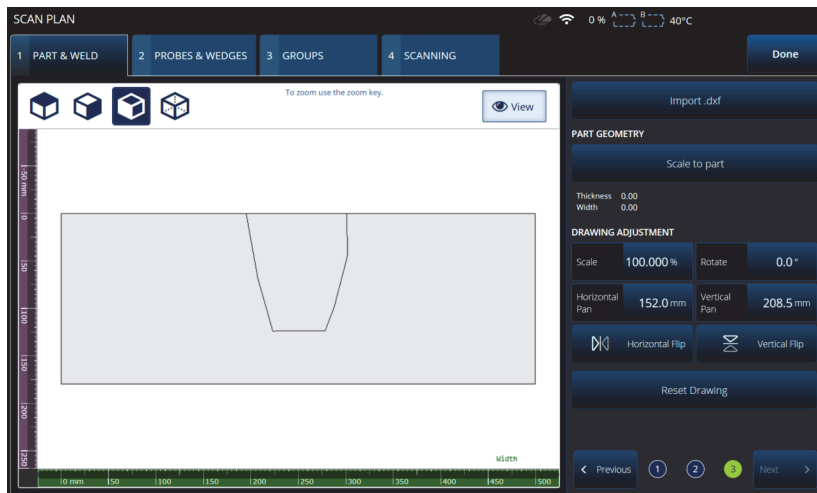 SCAN PLAN
0 % A B 40°C
1 PART & WELD 2 PROBES & WEDGES 3 GROUPS 4 SCANNING Done
To zoom use the zoom key.
View
Import .dxf
PART GEOMETRY
Scale to part
Thickness 0.00
Width 0.00
DRAWING ADJUSTMENT
Scale 100.000 % Rotate 0.0 °
Horizontal Pan 152.0 mm Vertical Pan 208.5 mm
Horizontal Flip Vertical Flip
Reset Drawing
Previous 1 2 3 Next
-50 mm
0
50
100
150
200
250
Width
0 mm 50 100 150 200 250 300 350 400 450 500